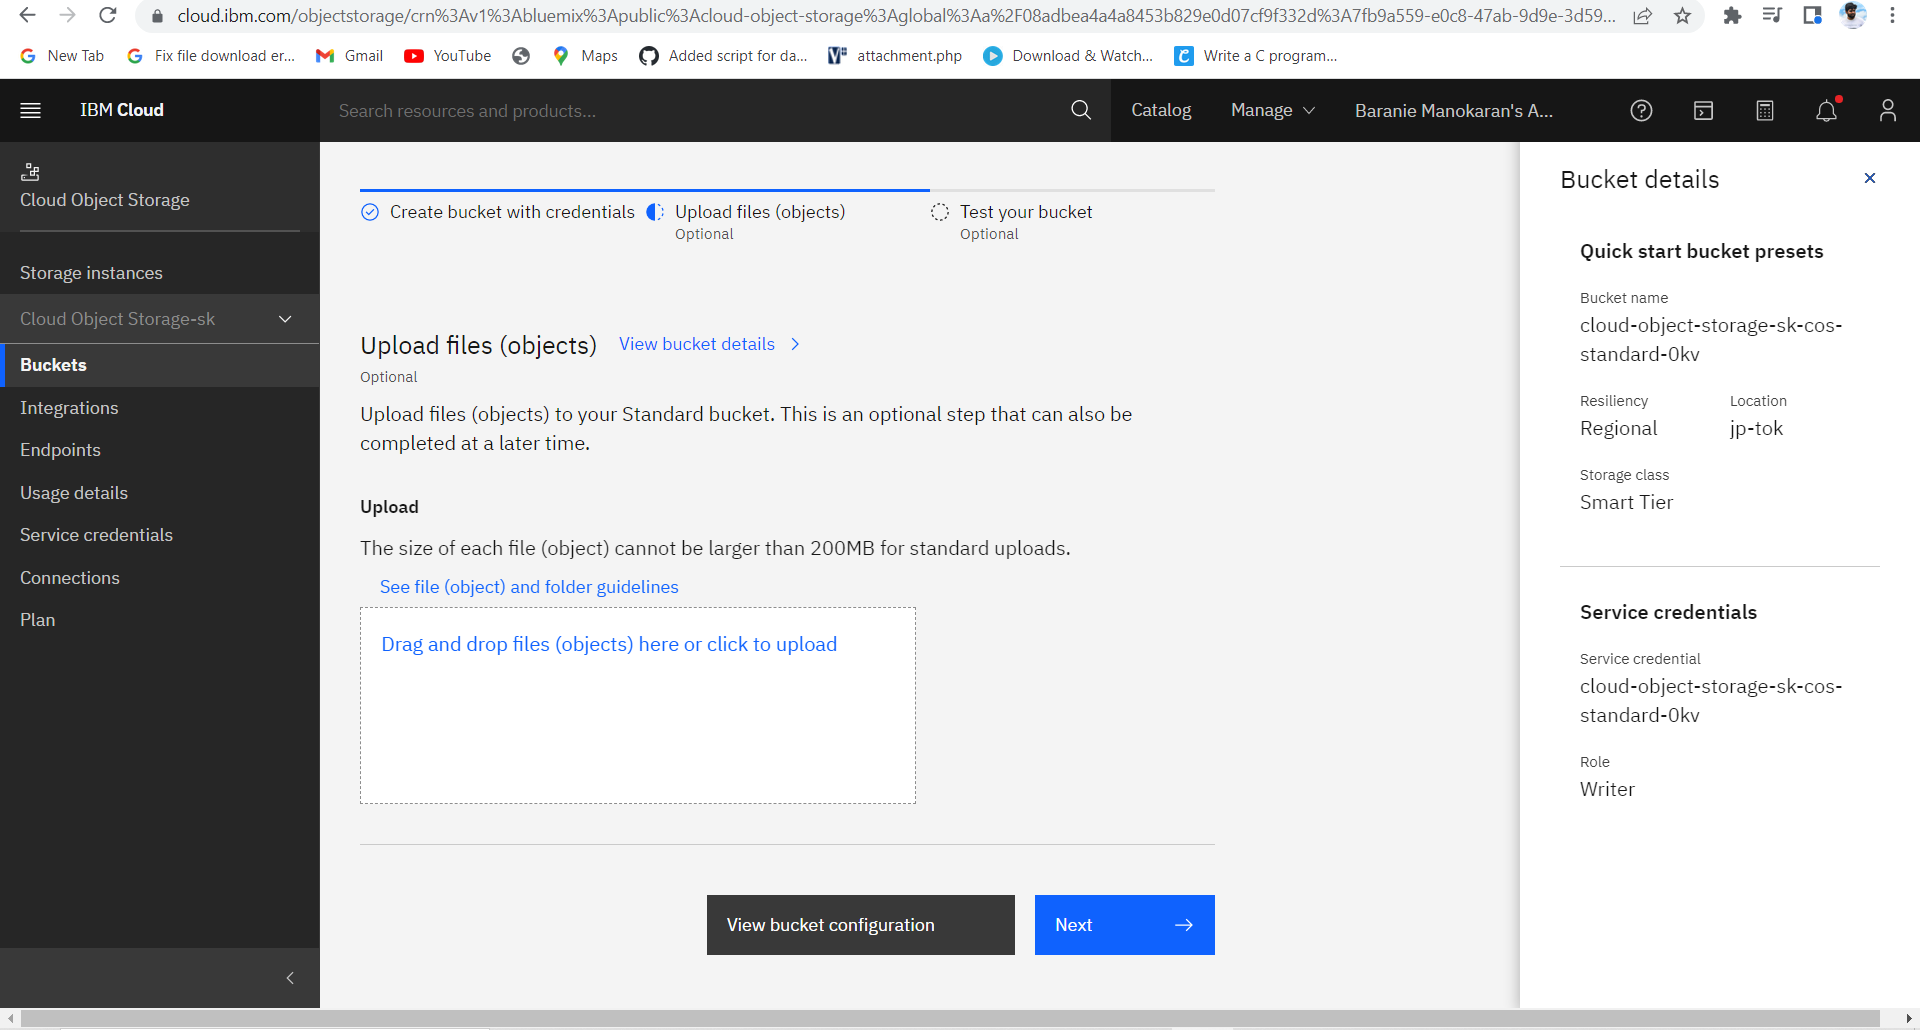 cloud.ibm.com/objectstorage/crn%3Av1%3Abluemix%3Apublic%3Acloud-object-storage%3Aglobal%3Aa%2F08adbea4a4a8453b829e0d07cf9f332d%3A7fb9a559-e0c8-47ab-9d9e-3d59...
New Tab
Fix file download er...
Gmail
YouTube
Maps
Added script for da...
attachment.php
Download & Watch...
Write a C program...
IBM Cloud
Search resources and products...
Catalog
Manage
Baranie Manokaran's A...
Cloud Object Storage
Storage instances
Cloud Object Storage-sk
Buckets
Integrations
Endpoints
Usage details
Service credentials
Connections
Plan
Create bucket with credentials
Upload files (objects)
Optional
Test your bucket
Optional
Upload files (objects)
View bucket details
Optional
Upload files (objects) to your Standard bucket. This is an optional step that can also be
completed at a later time.
Upload
The size of each file (object) cannot be larger than 200MB for standard uploads.
See file (object) and folder guidelines
Drag and drop files (objects) here or click to upload
View bucket configuration
Next
Bucket details
Quick start bucket presets
Bucket name
cloud-object-storage-sk-cos-
standard-0kv
Resiliency
Regional
Location
jp-tok
Storage class
Smart Tier
Service credentials
Service credential
cloud-object-storage-sk-cos-
standard-0kv
Role
Writer